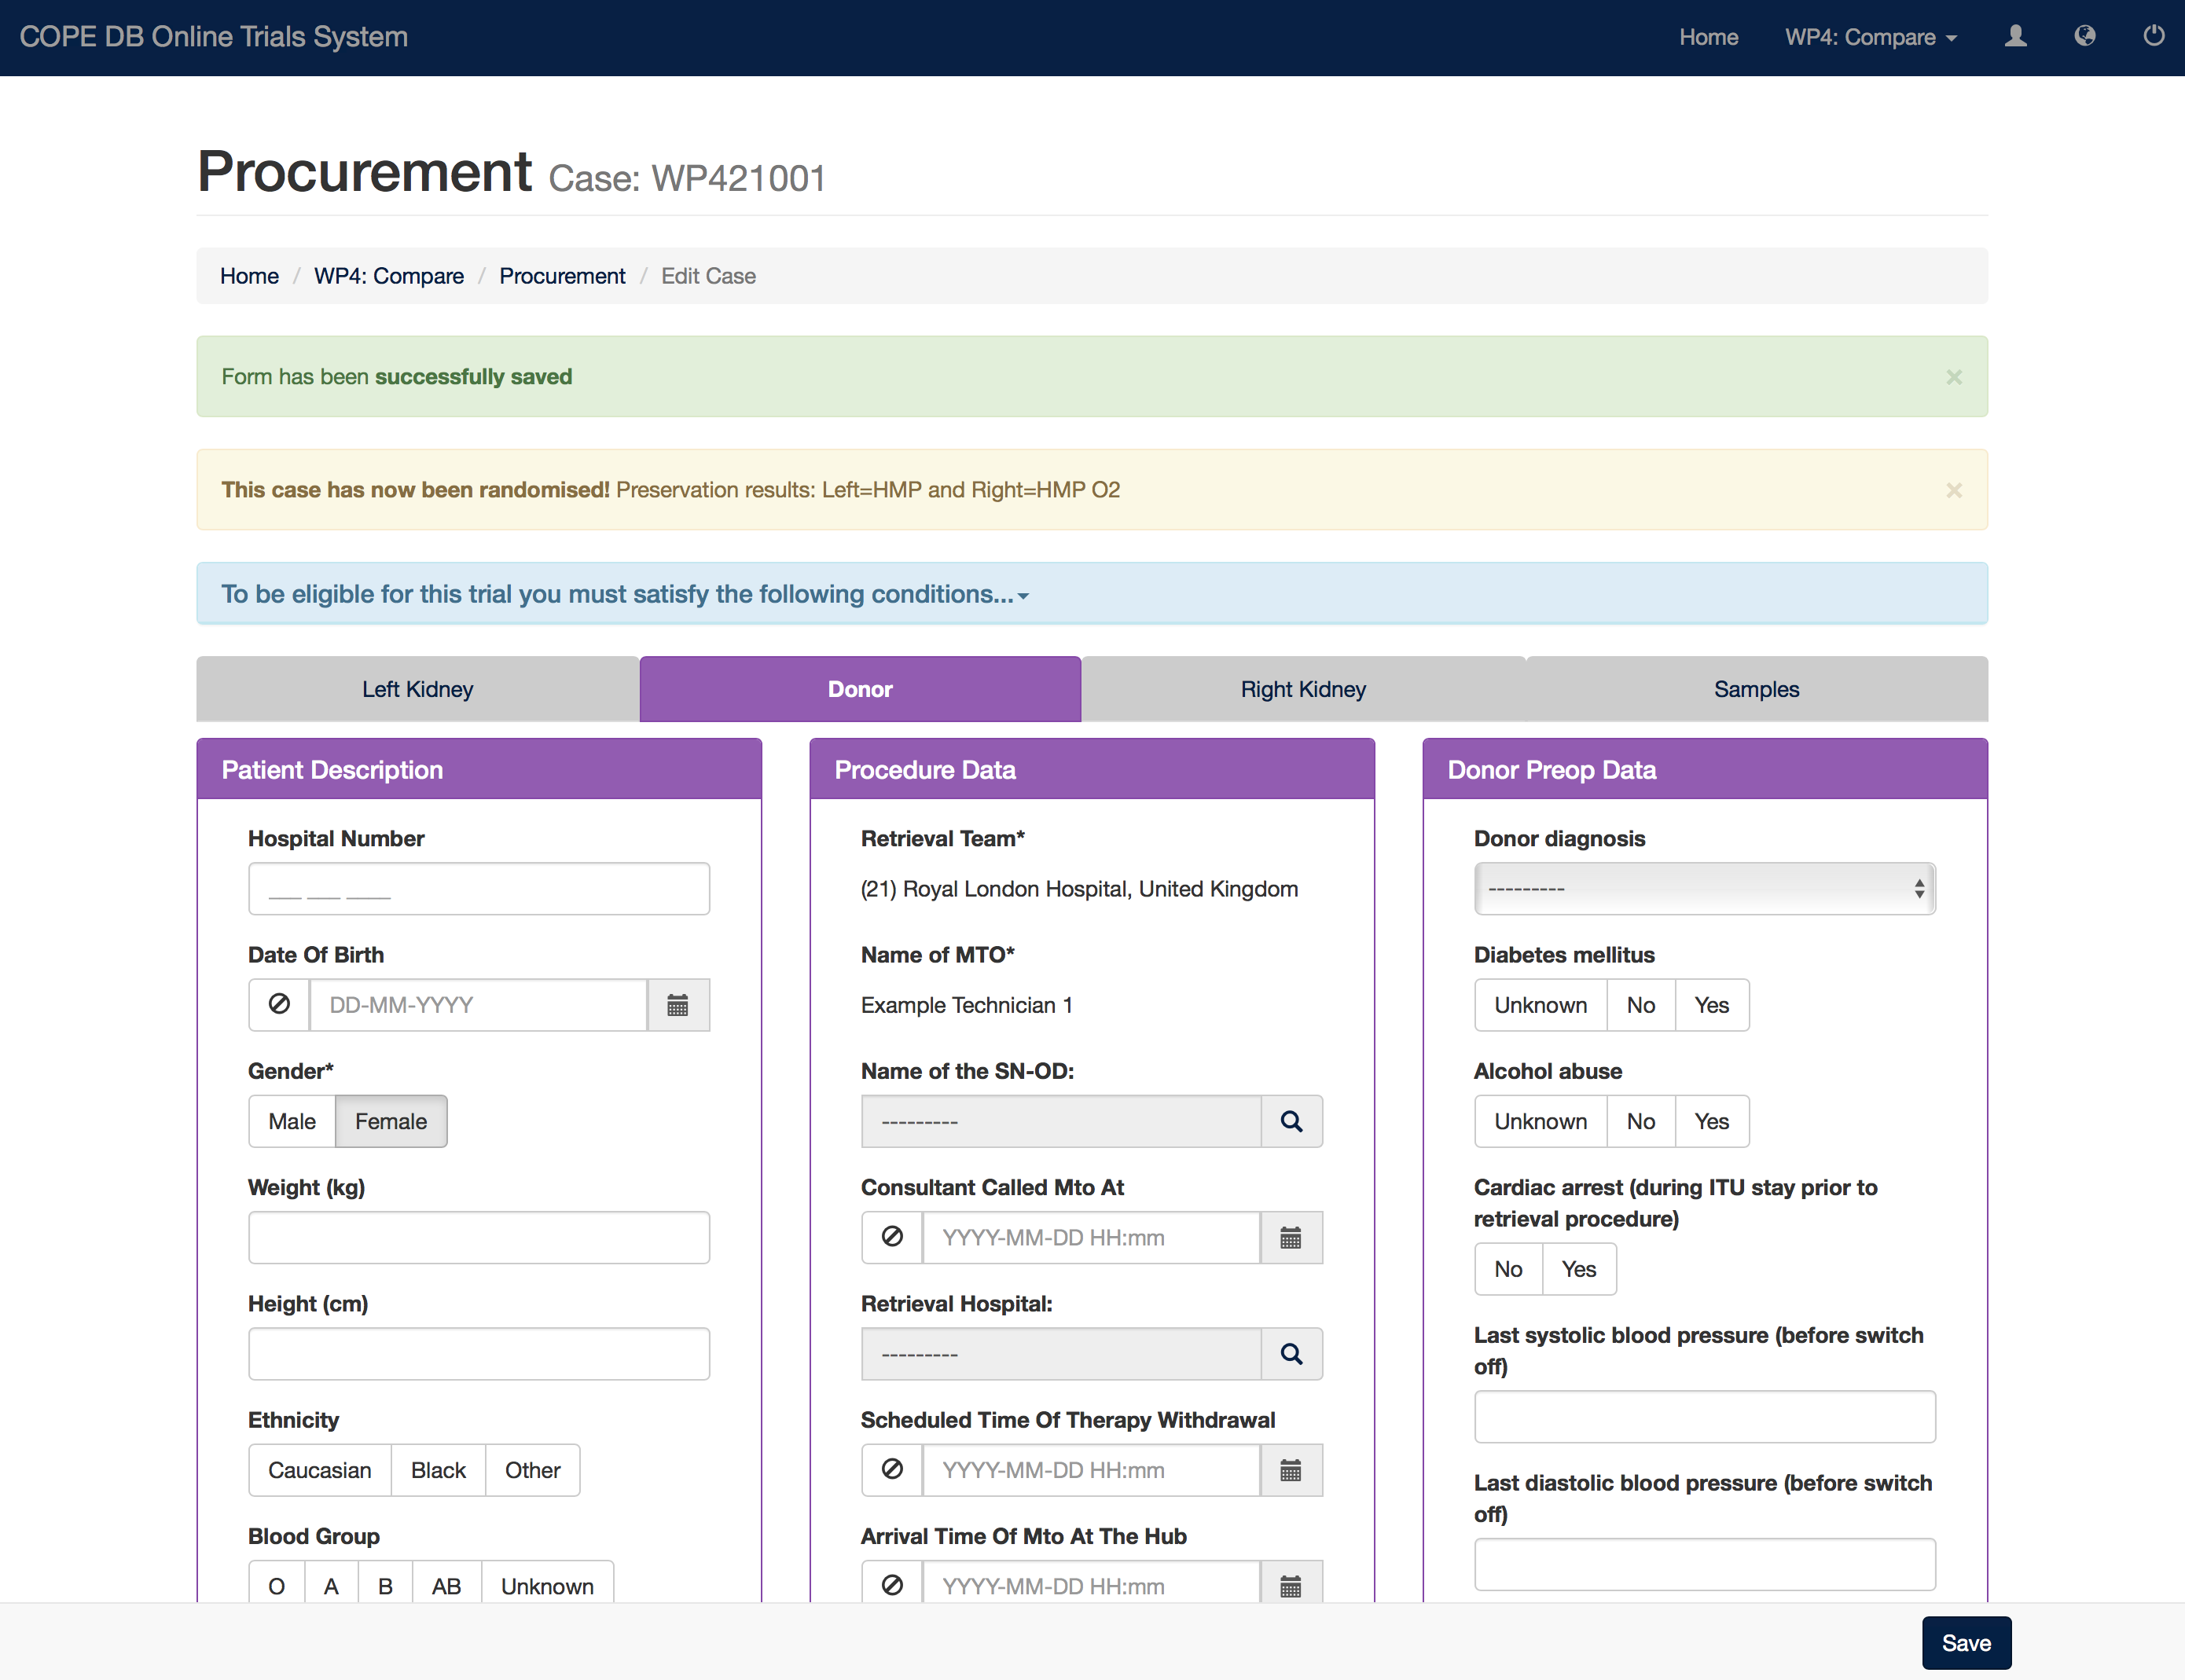 COPE DB Online Trials System
Home
WP4: Compare
Procurement Case: WP421001
Home / WP4: Compare / Procurement / Edit Case
Form has been successfully saved
×
This case has now been randomised! Preservation results: Left=HMP and Right=HMP O2
×
To be eligible for this trial you must satisfy the following conditions...
Left Kidney
Donor
Right Kidney
Samples
Patient Description
Hospital Number
___ ___ ____
Date Of Birth
DD-MM-YYYY
Gender*
Male Female
Weight (kg)
Height (cm)
Ethnicity
Caucasian Black Other
Blood Group
O A B AB Unknown
Procedure Data
Retrieval Team*
(21) Royal London Hospital, United Kingdom
Name of MTO*
Example Technician 1
Name of the SN-OD:
---------
Consultant Called Mto At
YYYY-MM-DD HH:mm
Retrieval Hospital:
---------
Scheduled Time Of Therapy Withdrawal
YYYY-MM-DD HH:mm
Arrival Time Of Mto At The Hub
YYYY-MM-DD HH:mm
Donor Preop Data
Donor diagnosis
---------
Diabetes mellitus
Unknown No Yes
Alcohol abuse
Unknown No Yes
Cardiac arrest (during ITU stay prior to
retrieval procedure)
No Yes
Last systolic blood pressure (before switch
off)
Last diastolic blood pressure (before switch
off)
Save